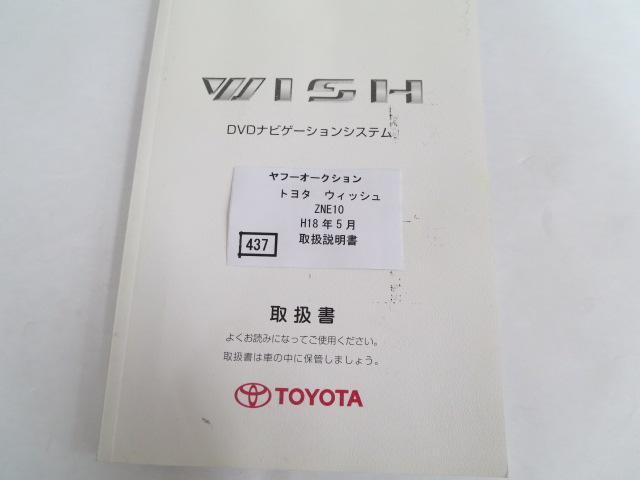 WISH
DVDナビゲーションシステム
ヤフーオークション
トヨタ ウィッシュ
ZNE10
H18年5月
437 取扱説明書
取扱書
よくお読みになってご使用ください。
取扱書は車の中に保管しましょう。
TOYOTA